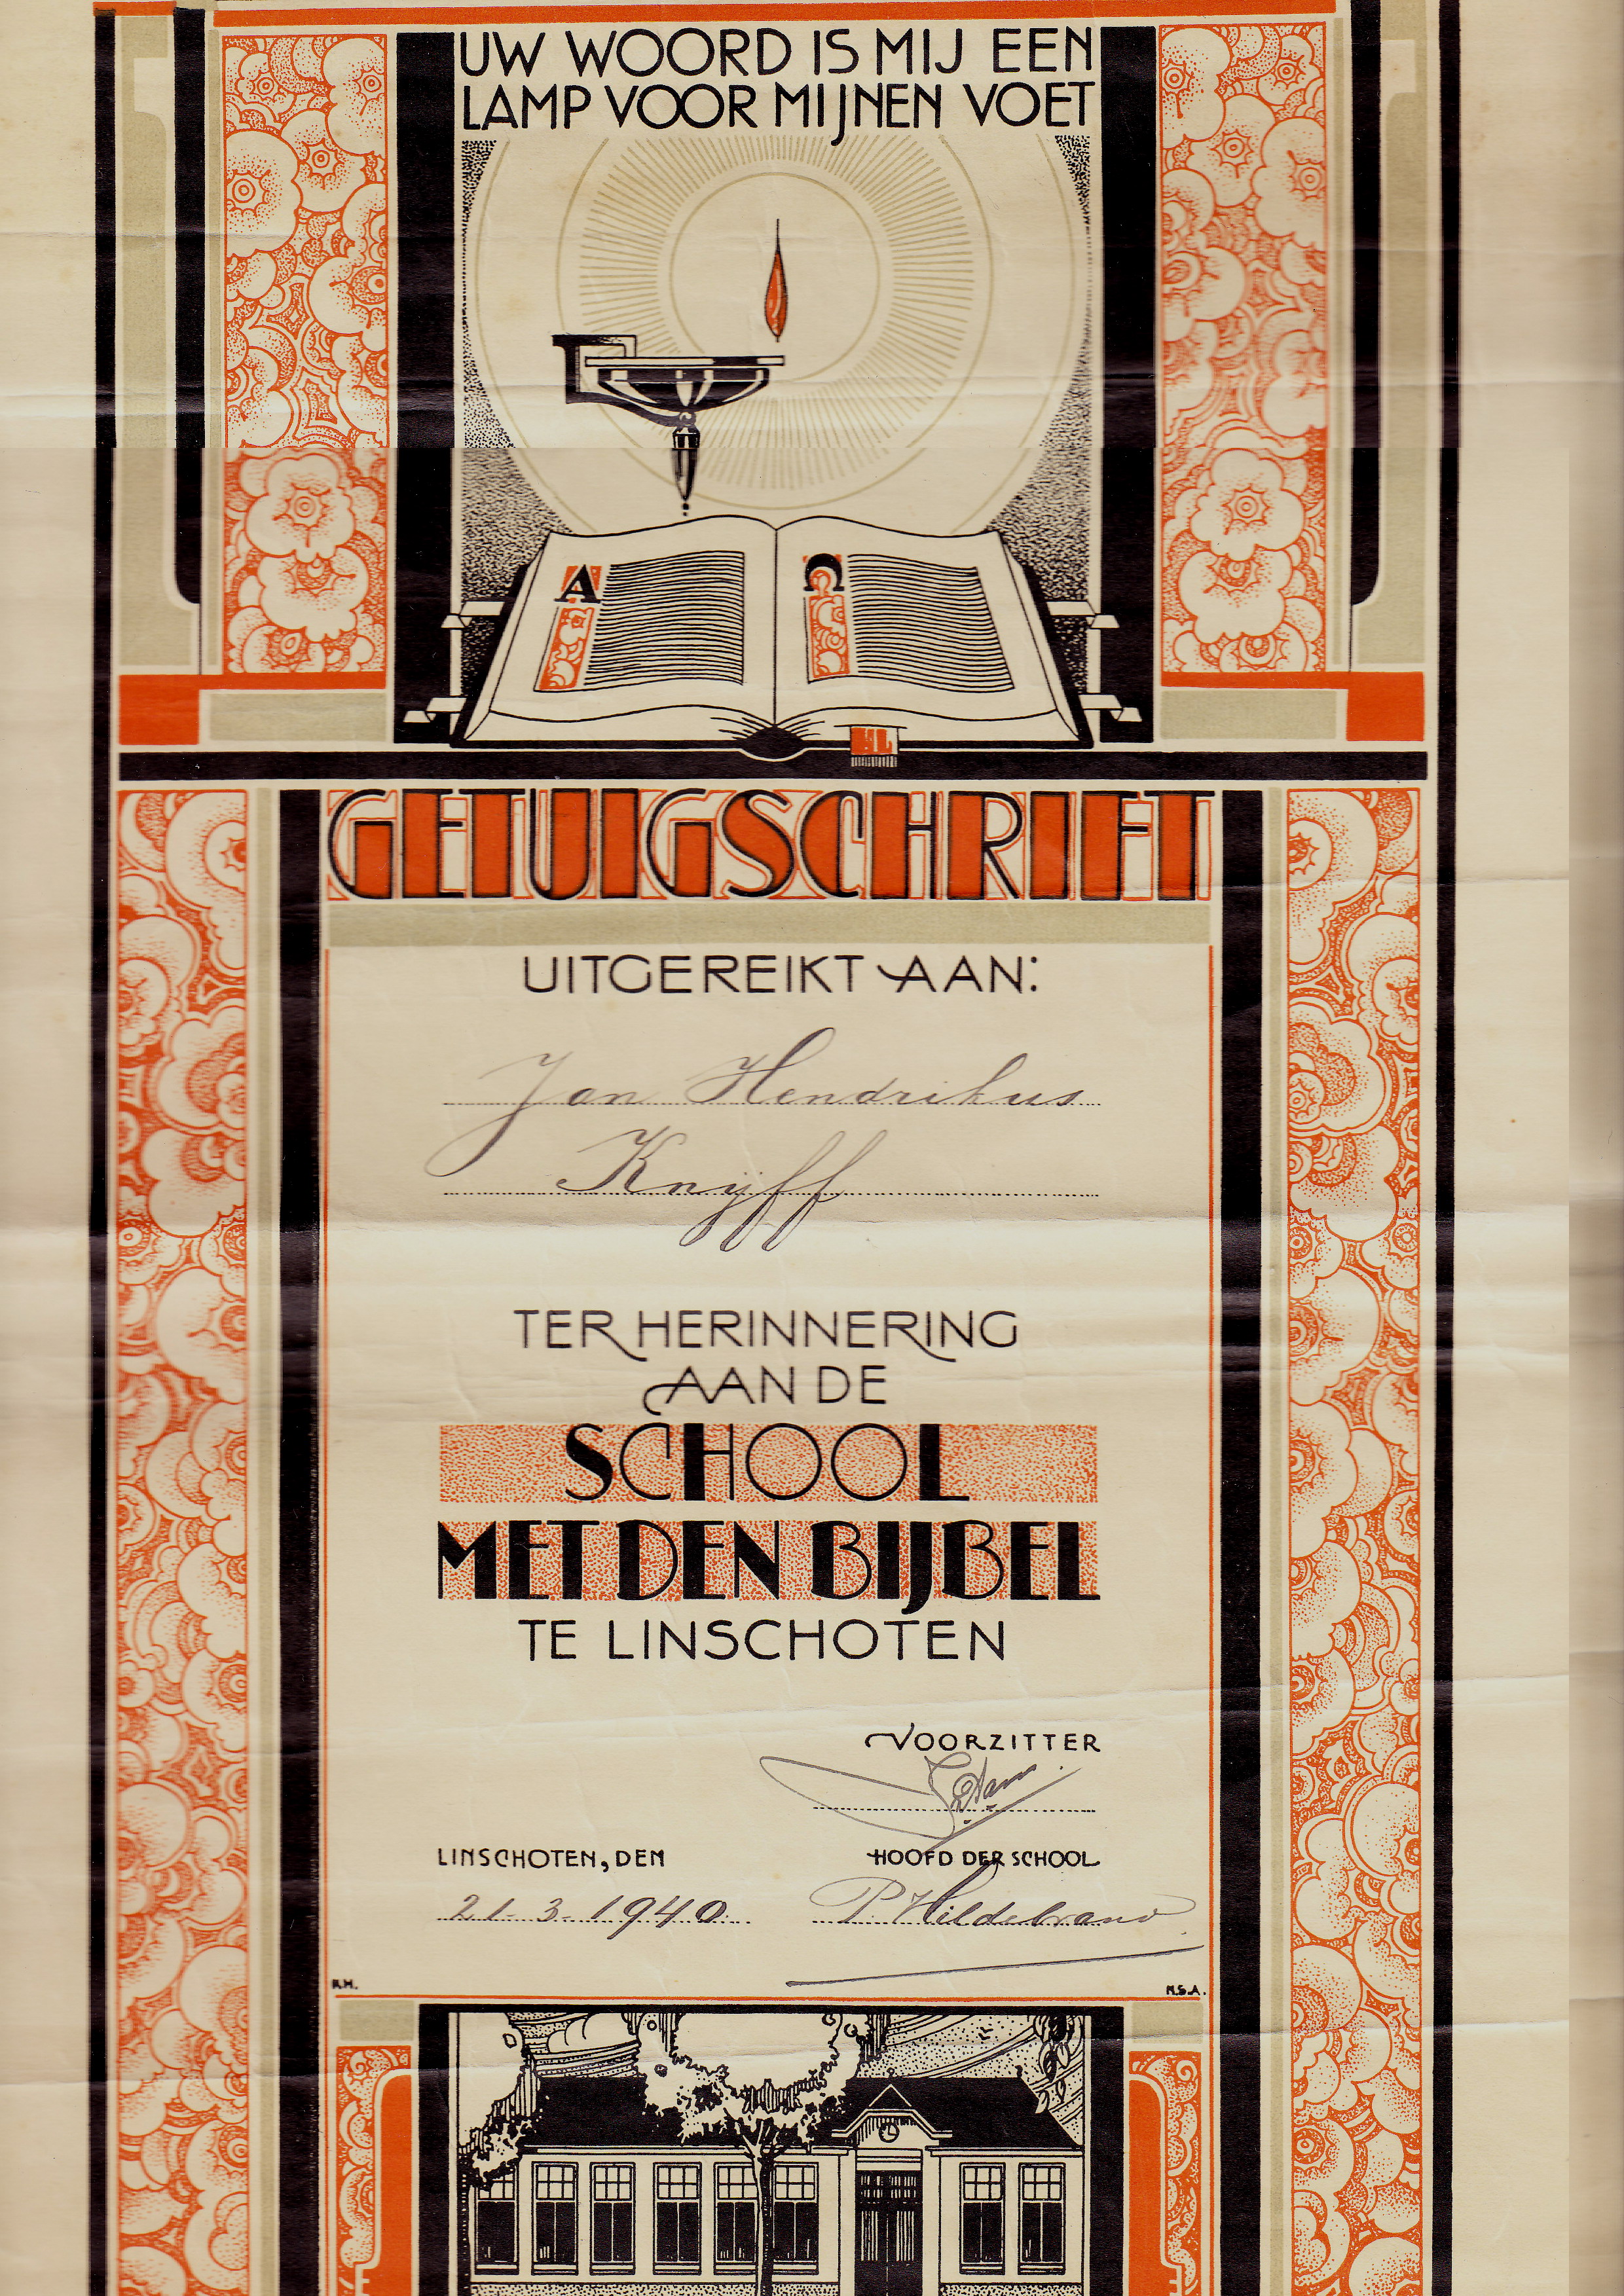 UW WOORD IS MIJ EEN
LAMP VOOR MIJNEN VOET
A Ω
GETUIGSCHRIFT
UITGEREIKT AAN:
Jan Hendrikus
Knijff
TER HERINNERING
AAN DE
SCHOOL
MET DEN BIJBEL
TE LINSCHOTEN
VOORZITTER
LINSCHOTEN, DEN
HOOFD DER SCHOOL
21-3-1940
P. Hildebrand
R.H.
N.S.A.